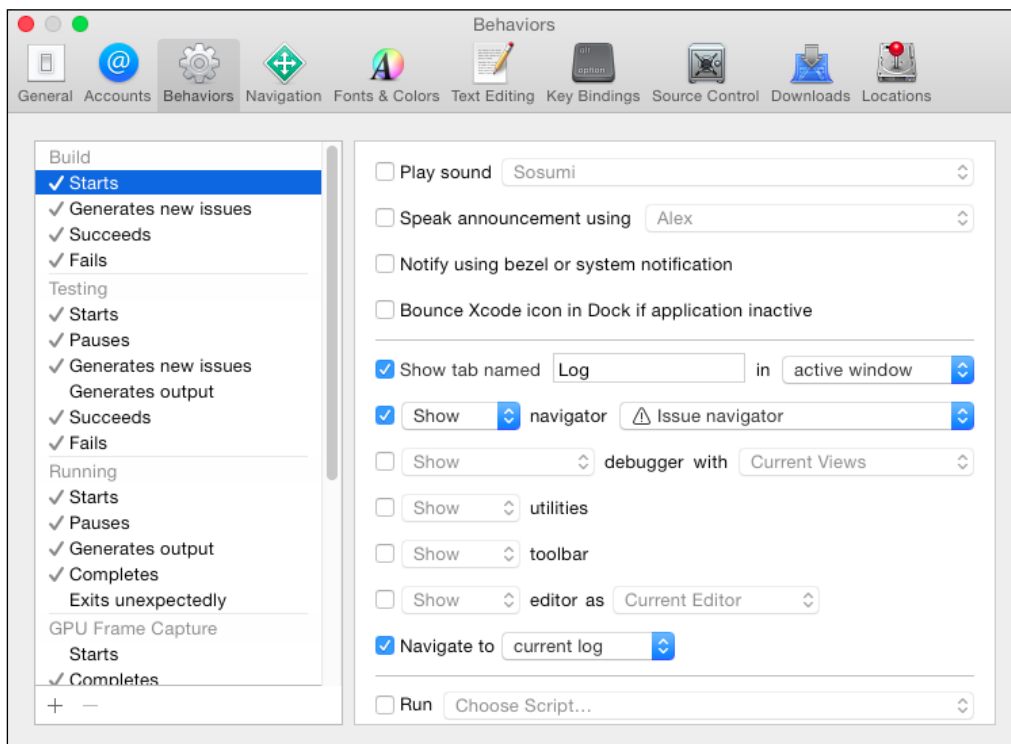 Behaviors
alt
option
General Accounts Behaviors Navigation Fonts & Colors Text Editing Key Bindings Source Control Downloads Locations
Build
Starts
Generates new issues
Succeeds
Fails
Testing
Starts
Pauses
Generates new issues
Generates output
Succeeds
Fails
Running
Starts
Pauses
Generates output
Completes
Exits unexpectedly
GPU Frame Capture
Starts
Completes
Play sound Sosumi
Speak announcement using Alex
Notify using bezel or system notification
Bounce Xcode icon in Dock if application inactive
Show tab named Log in active window
Show navigator Issue navigator
Show debugger with Current Views
Show utilities
Show toolbar
Show editor as Current Editor
Navigate to current log
Run Choose Script...